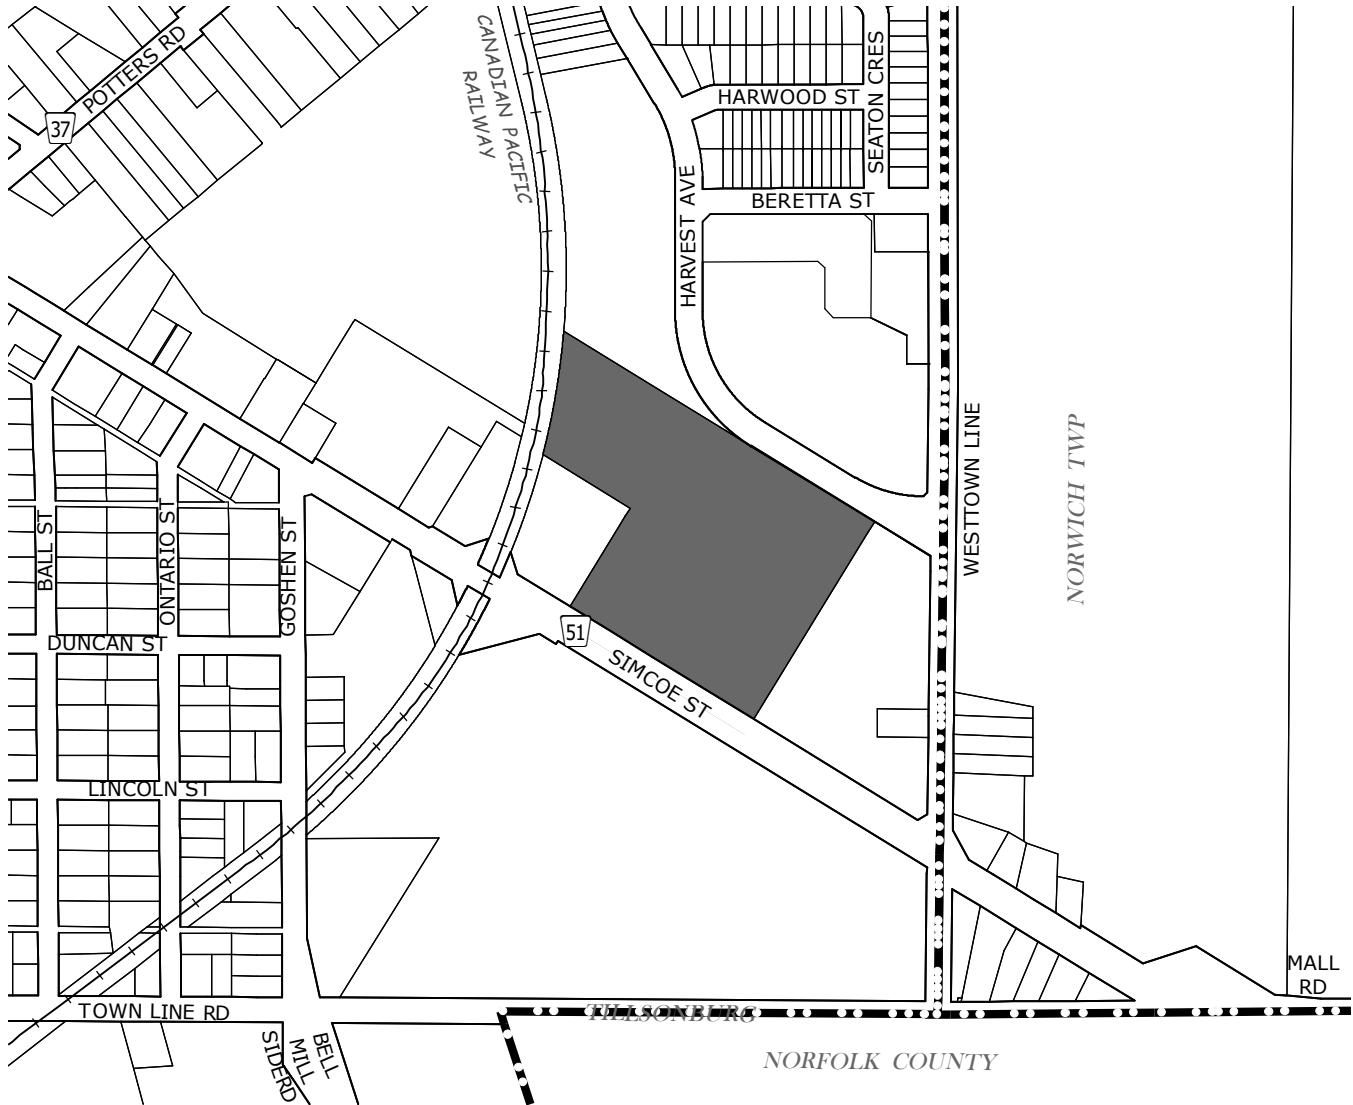 POTTERS RD
37
CANADIAN PACIFIC
RAILWAY
HARWOOD ST
SEATON CRES
BERETTA ST
HARVEST AVE
WESTTOWN LINE
NORWICH TWP
BALL ST
ONTARIO ST
GOSHEN ST
DUNCAN ST
51
SIMCOE ST
LINCOLN ST
MALL
RD
TOWN LINE RD
TILLSONBURG
BELL
MILL
SIDERD
NORFOLK COUNTY